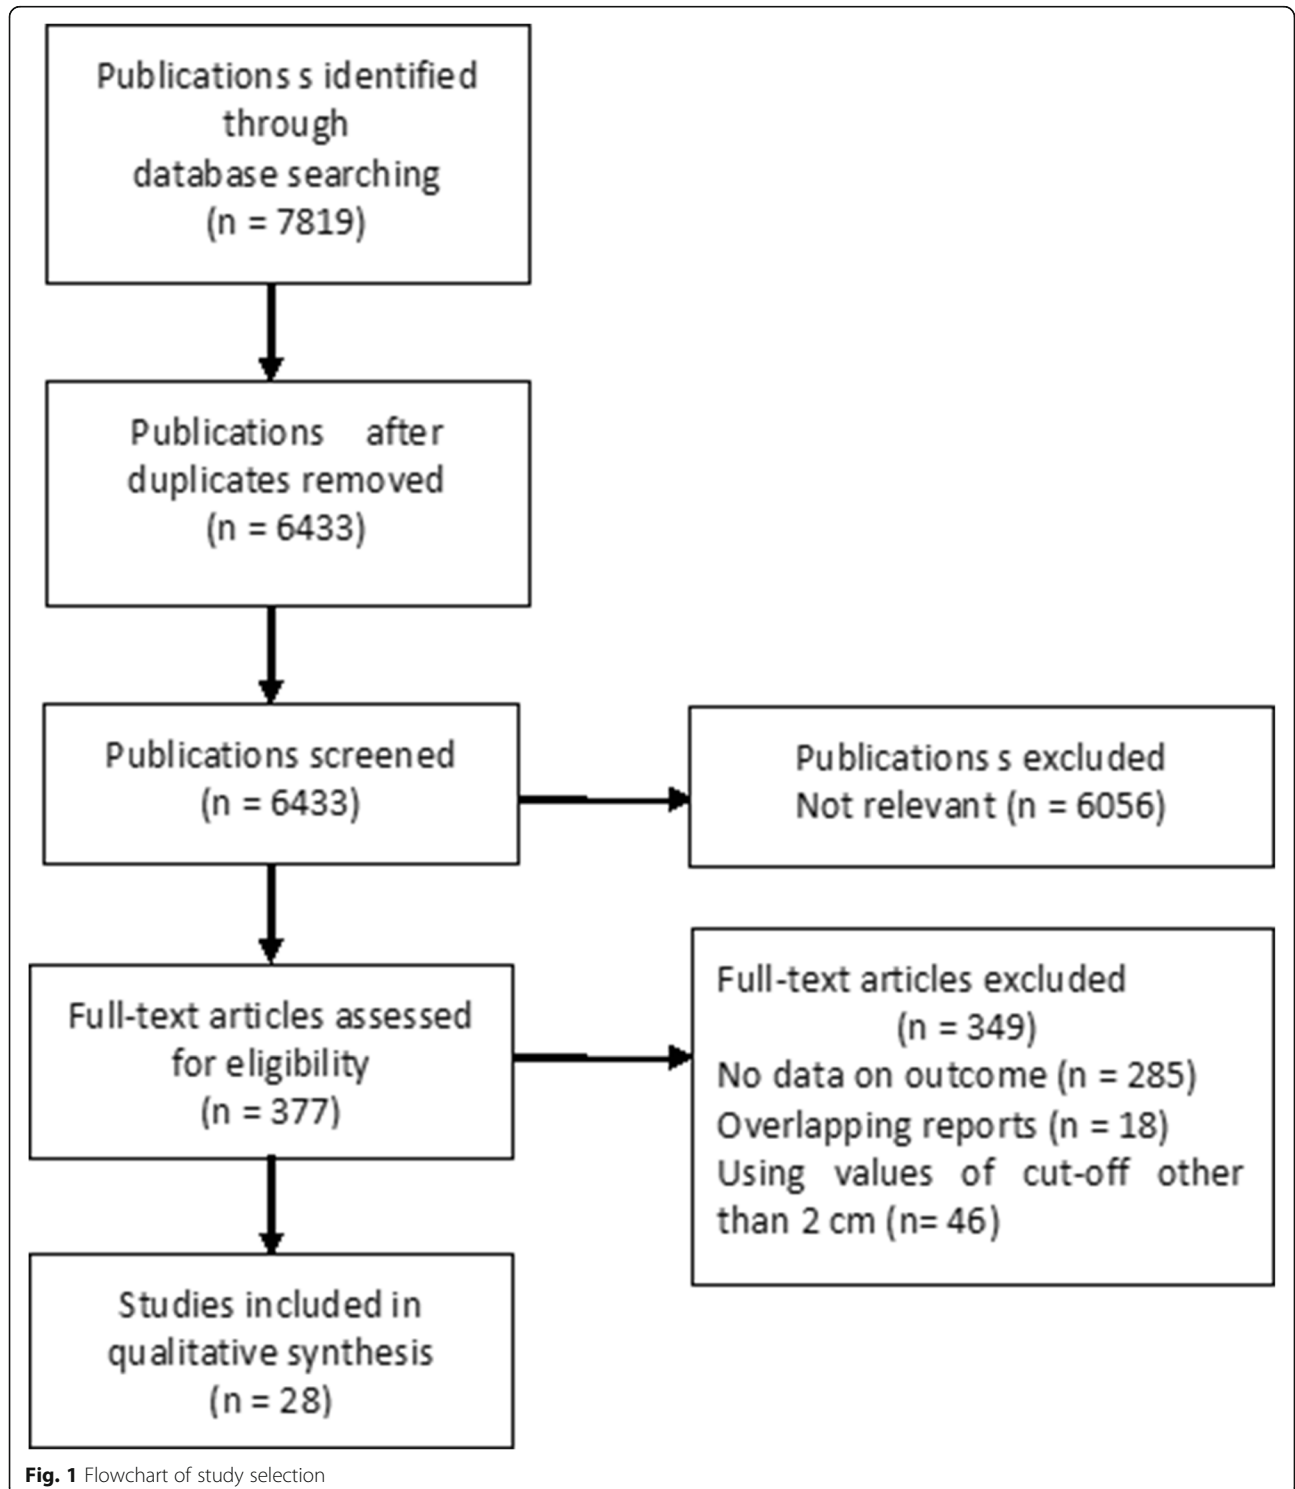 Publications s identified
through
database searching
(n = 7819)
Publications after
duplicates removed
(n = 6433)
Publications screened
(n = 6433)
Publications s excluded
Not relevant (n = 6056)
Full-text articles assessed
for eligibility
(n = 377)
Full-text articles excluded
(n = 349)
No data on outcome (n = 285)
Overlapping reports (n = 18)
Using values of cut-off other
than 2 cm (n= 46)
Studies included in
qualitative synthesis
(n = 28)
Fig. 1 Flowchart of study selection